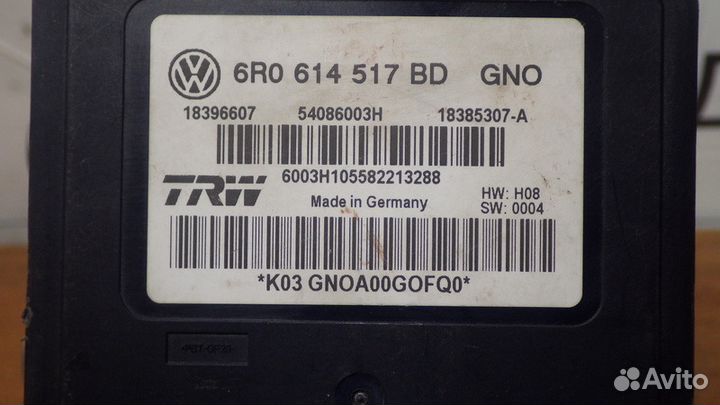 6R0 614 517 BD GNO
18396607 54086003H 18385307-A
6003H105582213288
TRW
Made in Germany
HW: H08
SW: 0004
*K03 GNOA00GOFQ0*
Avito